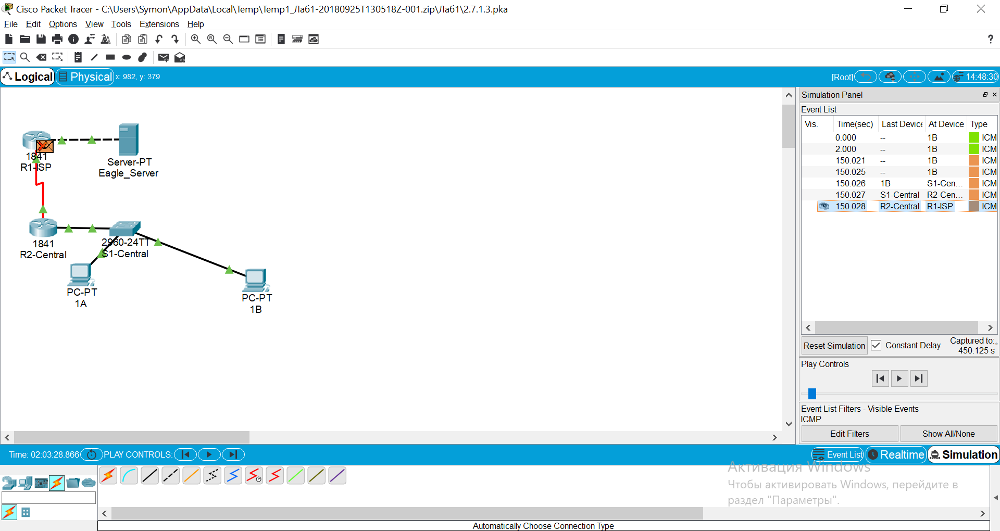 Cisco Packet Tracer - C:\Users\Symon\AppData\Local\Temp\Temp1_Лаб1-20180925T130518Z-001.zip\Лаб1\2.7.1.3.pka
File Edit Options View Tools Extensions Help
?
Logical Physical x: 982, y: 379 [Root] 14:48:30
Simulation Panel
Event List
Vis. Time(sec) Last Device At Device Type
0.000 -- 1B ICM
2.000 -- 1B ICM
150.021 -- 1B ICM
150.025 -- 1B ICM
150.026 1B S1-Cen... ICM
150.027 S1-Central R2-Cen... ICM
150.028 R2-Central R1-ISP ICM
1841
R1-ISP
Server-PT
Eagle_Server
1841
R2-Central
2960-24TT
S1-Central
PC-PT
1A
PC-PT
1B
Reset Simulation Constant Delay Captured to:*
450.125 s
Play Controls
Event List Filters - Visible Events
ICMP
Edit Filters Show All/None
Time: 02:03:28.866 PLAY CONTROLS: Event List Realtime Simulation
Активация Windows
Чтобы активировать Windows, перейдите в
раздел "Параметры".
Automatically Choose Connection Type